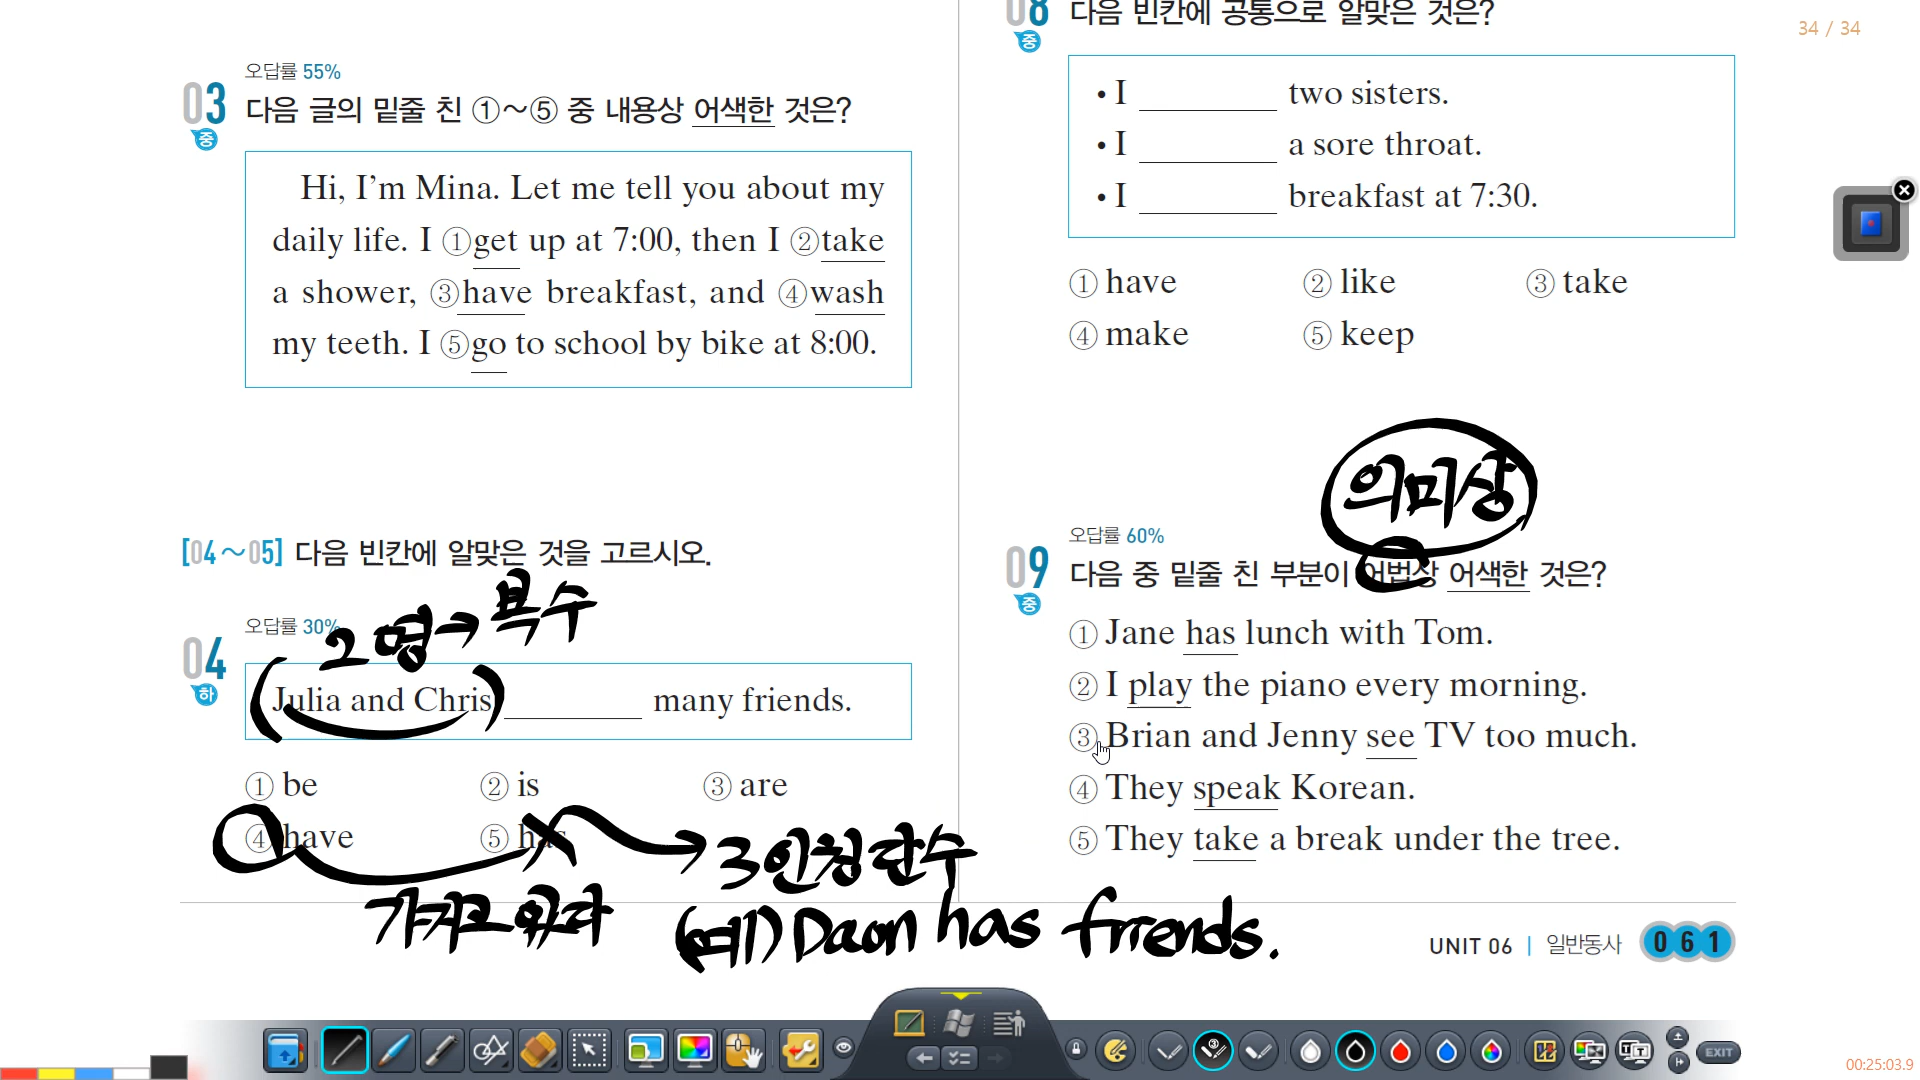 34 / 34
오답률 55%
03
중
다음 글의 밑줄 친 ①~⑤ 중 내용상 어색한 것은?
Hi, I'm Mina. Let me tell you about my
daily life. I ①get up at 7:00, then I ②take
a shower, ③have breakfast, and ④wash
my teeth. I ⑤go to school by bike at 8:00.
[04~05] 다음 빈칸에 알맞은 것을 고르시오.
오답률 30%
2명→복수
04
하
Julia and Chris ________ many friends.
① be ② is ③ are
④ have ⑤ has
→ 3인칭 단수
가지고 있다
(예) Daon has friends.
08
중
다음 빈칸에 공통으로 알맞은 것은?
• I ________ two sisters.
• I ________ a sore throat.
• I ________ breakfast at 7:30.
① have ② like ③ take
④ make ⑤ keep
의미상
오답률 60%
09
중
다음 중 밑줄 친 부분이 어법상 어색한 것은?
① Jane has lunch with Tom.
② I play the piano every morning.
③ Brian and Jenny see TV too much.
④ They speak Korean.
⑤ They take a break under the tree.
UNIT 06 | 일반동사 061
EXIT
00:25:03.9